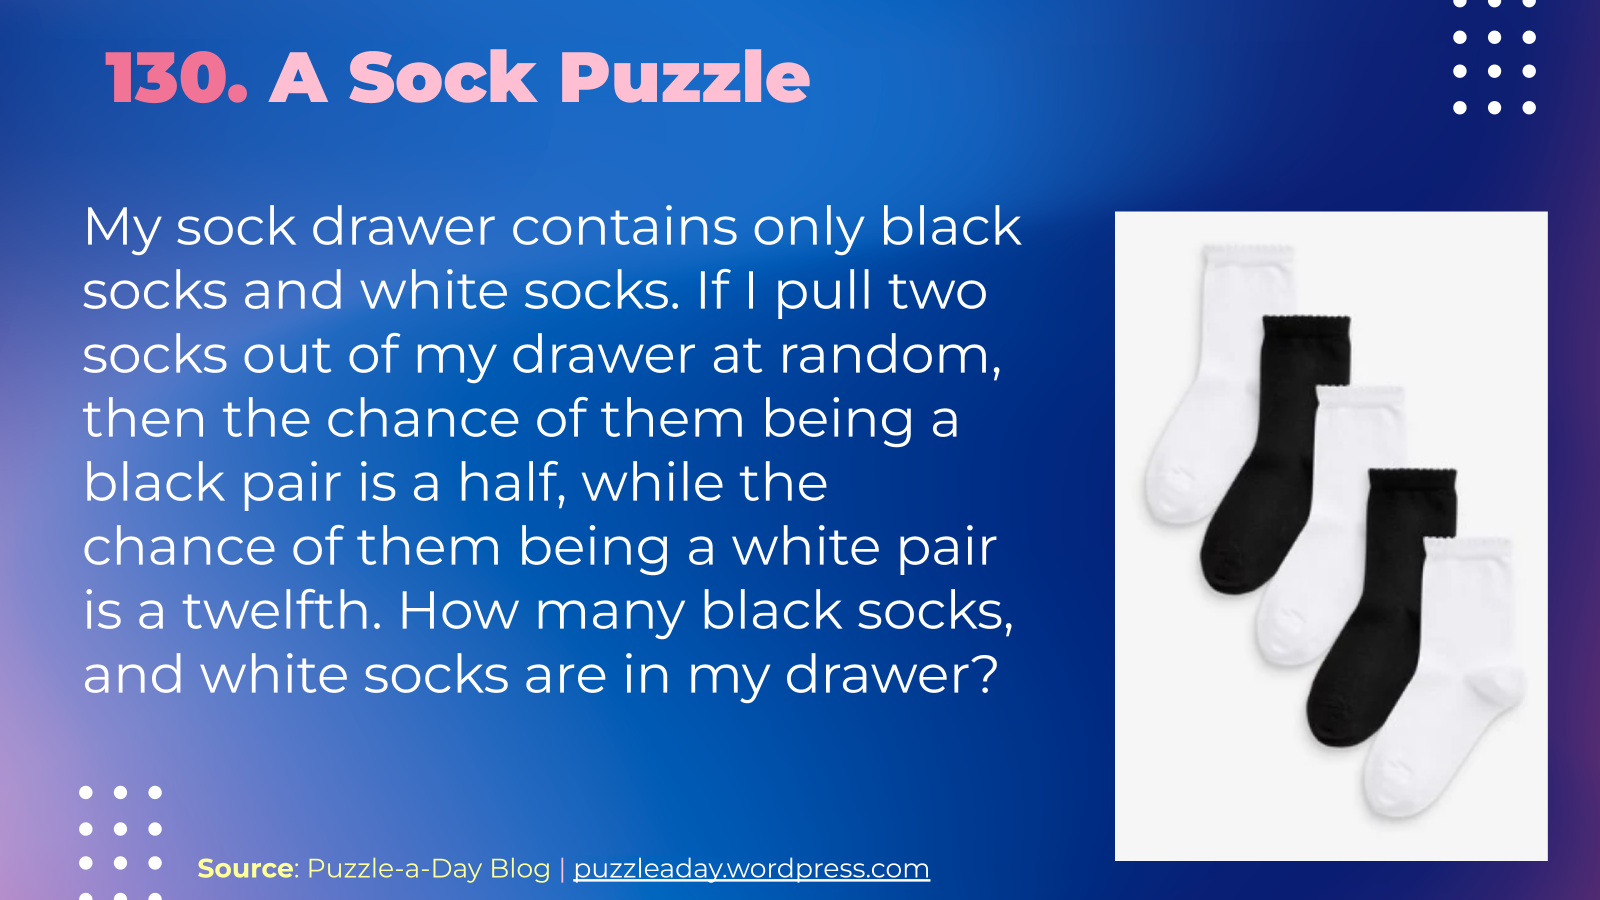 130. A Sock Puzzle
My sock drawer contains only black
socks and white socks. If I pull two
socks out of my drawer at random,
then the chance of them being a
black pair is a half, while the
chance of them being a white pair
is a twelfth. How many black socks,
and white socks are in my drawer?
Source: Puzzle-a-Day Blog | puzzleaday.wordpress.com